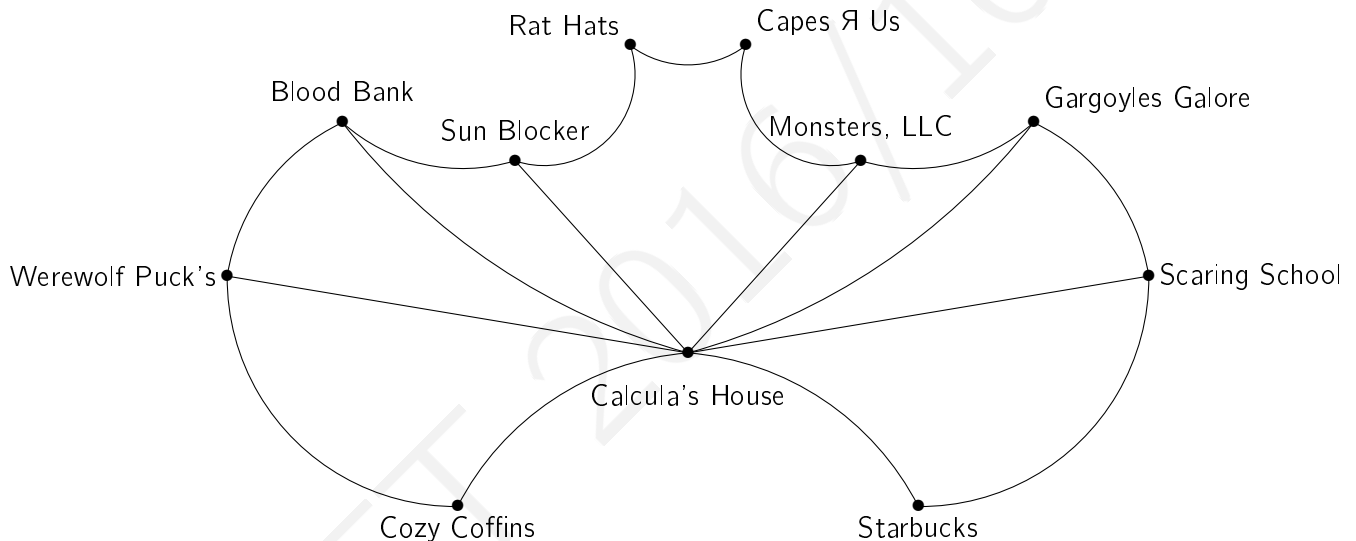 Rat Hats
Capes Я Us
Blood Bank
Gargoyles Galore
Sun Blocker
Monsters, LLC
Werewolf Puck's
Scaring School
Calcula's House
Cozy Coffins
Starbucks